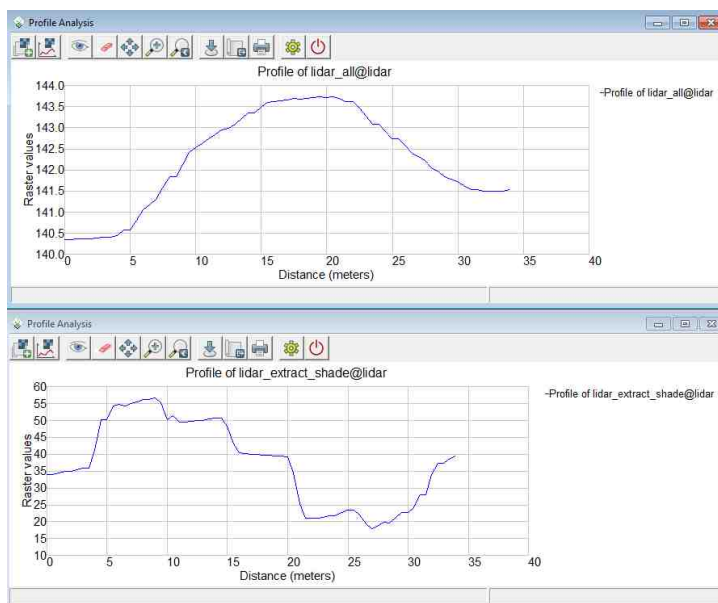 Profile Analysis
Profile of lidar_all@lidar
~Profile of lidar_all@lidar
Raster values
144.0
143.5
143.0
142.5
142.0
141.5
141.0
140.5
140.0
0 5 10 15 20 25 30 35 40
Distance (meters)
Profile Analysis
Profile of lidar_extract_shade@lidar
~Profile of lidar_extract_shade@lidar
Raster values
60
55
50
45
40
35
30
25
20
15
10
0 5 10 15 20 25 30 35 40
Distance (meters)